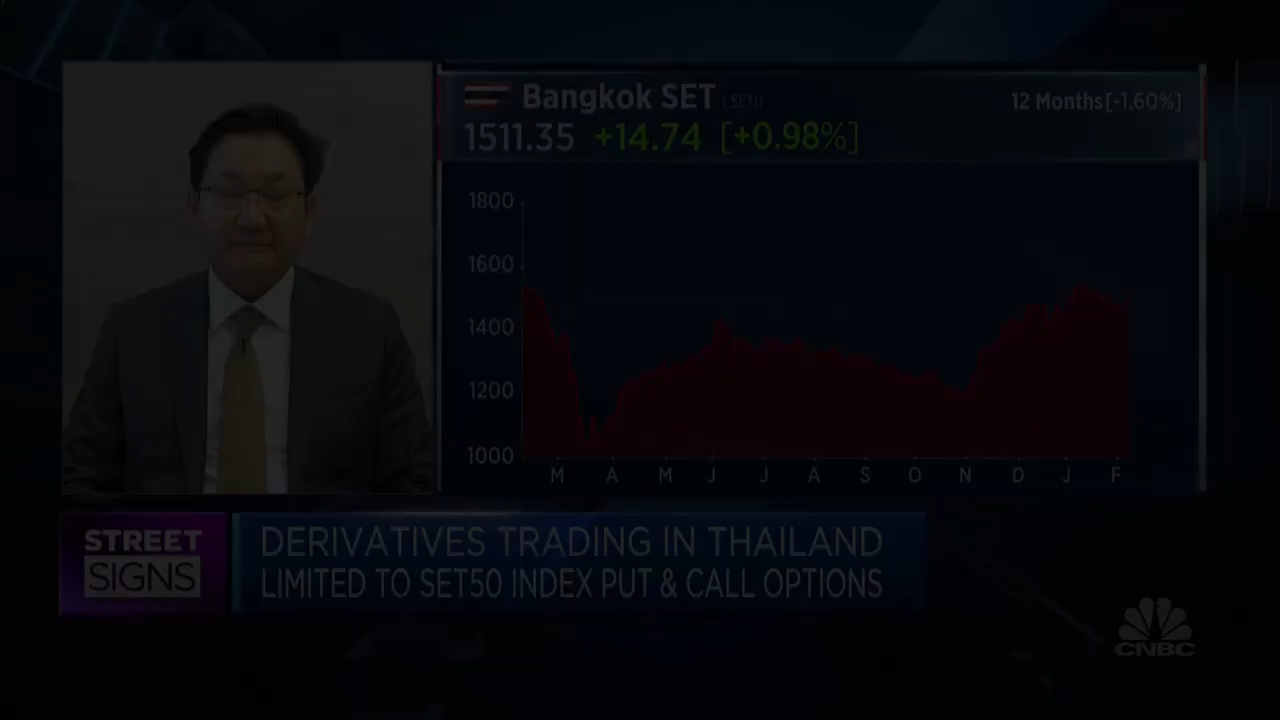 Bangkok SET
12 Months[-1.60%]
1511.35 +14.74 [+0.98%]
1800
1600
1400
1200
1000
M A M J J A S O N D J F
STREET
SIGNS
DERIVATIVES TRADING IN THAILAND
LIMITED TO SET50 INDEX PUT & CALL OPTIONS
CNBC